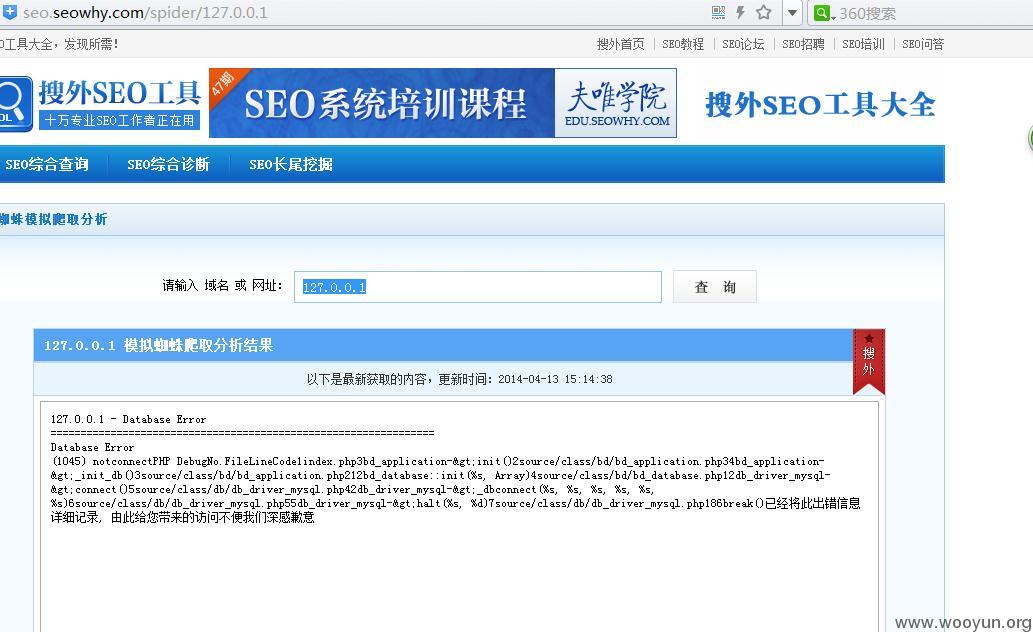 seo.seowhy.com/spider/127.0.0.1
360搜索
O工具大全，发现所需！
搜外首页 SEO教程 SEO论坛 SEO招聘 SEO培训 SEO问答
搜外SEO工具
十万专业SEO工作者正在用
47期
SEO系统培训课程
夫唯学院
EDU.SEOWHY.COM
搜外SEO工具大全
SEO综合查询 SEO综合诊断 SEO长尾挖掘
蜘蛛模拟爬取分析
请输入 域名 或 网址：
127.0.0.1
查 询
127.0.0.1 模拟蜘蛛爬取分析结果
搜外
以下是最新获取的内容，更新时间：2014-04-13 15:14:38
127.0.0.1 - Database Error
================================================================
Database Error
(1045) notconnectPHP DebugNo.FileLineCode1index.php3bd_application-&gt;init()2source/class/bd/bd_application.php34bd_application-
&gt;_init_db()3source/class/bd/bd_application.php212bd_database::init(%s, Array)4source/class/bd/bd_database.php12db_driver_mysql-
&gt;connect()5source/class/db/db_driver_mysql.php42db_driver_mysql-&gt;_dbconnect(%s, %s, %s, %s, %s,
%s)6source/class/db/db_driver_mysql.php55db_driver_mysql-&gt;halt(%s, %d)7source/class/db/db_driver_mysql.php186break()已经将此出错信息
详细记录, 由此给您带来的访问不便我们深感歉意
www.wooyun.org